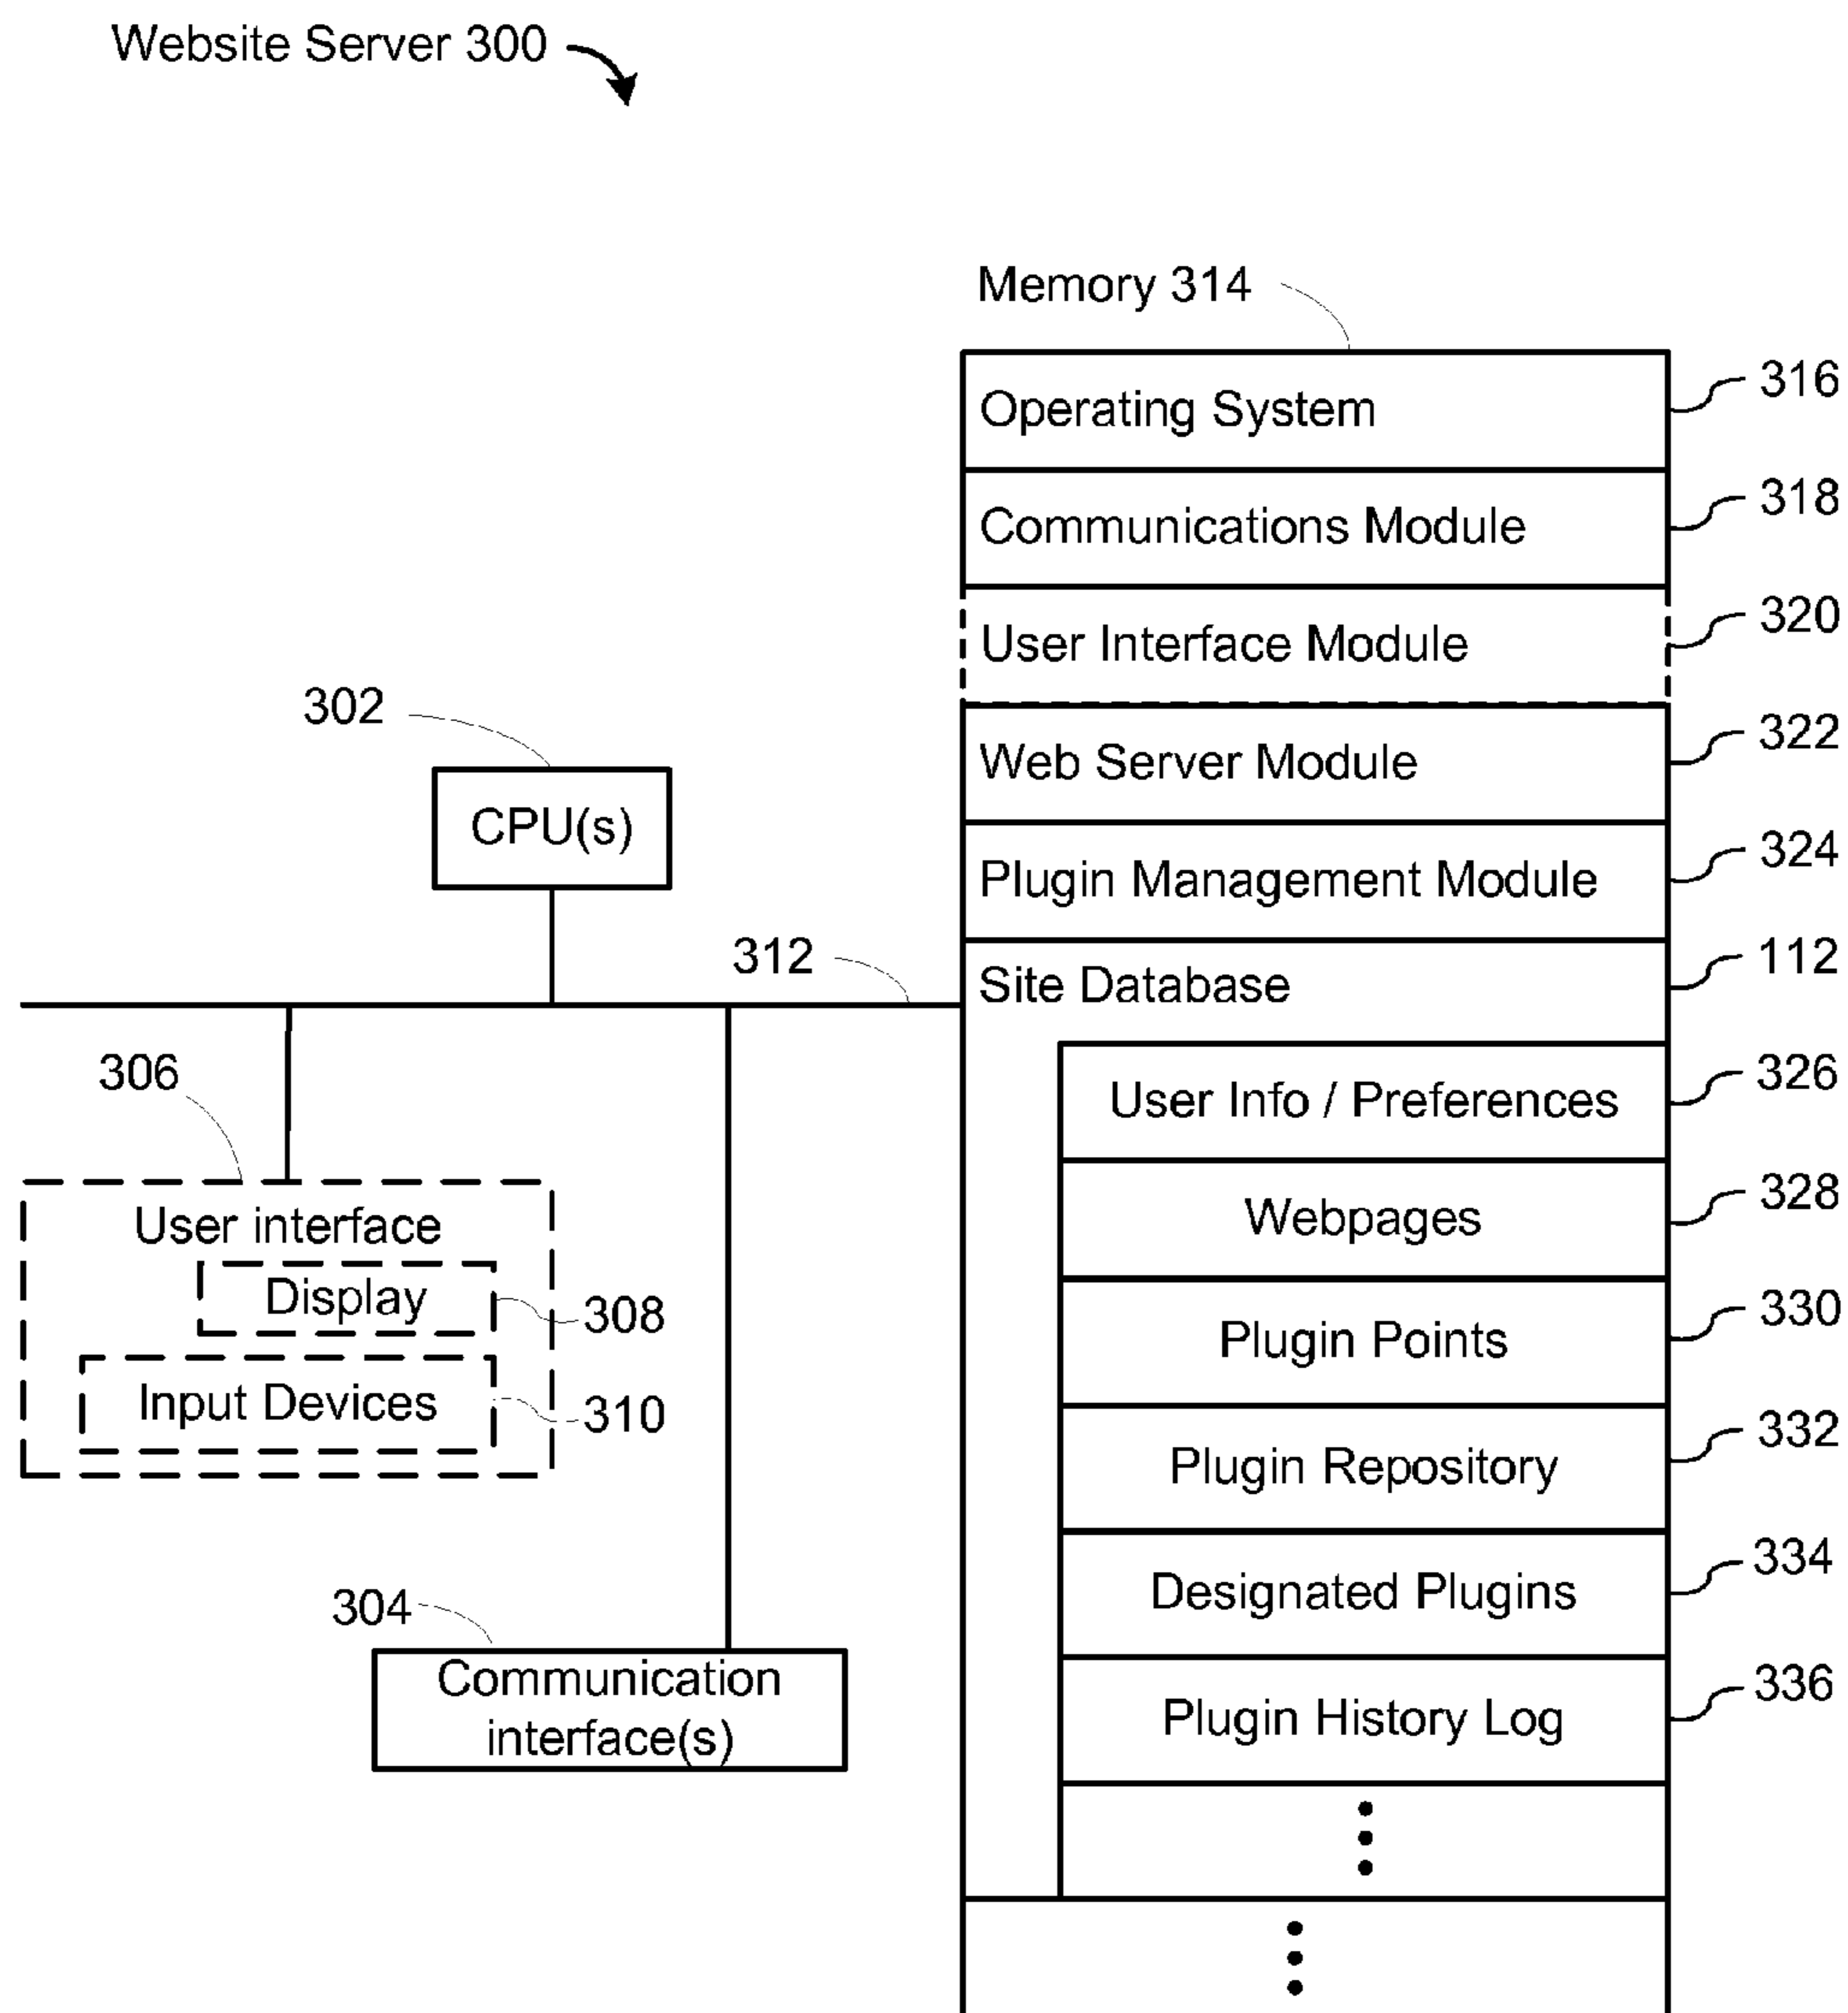 Website Server 300
Memory 314
Operating System
316
Communications Module
318
User Interface Module
320
302
Web Server Module
322
CPU(s)
Plugin Management Module
324
312
Site Database
112
306
User Info / Preferences
326
User interface
Webpages
328
Display
308
Plugin Points
330
Input Devices
310
Plugin Repository
332
304
Designated Plugins
334
Communication
interface(s)
Plugin History Log
336